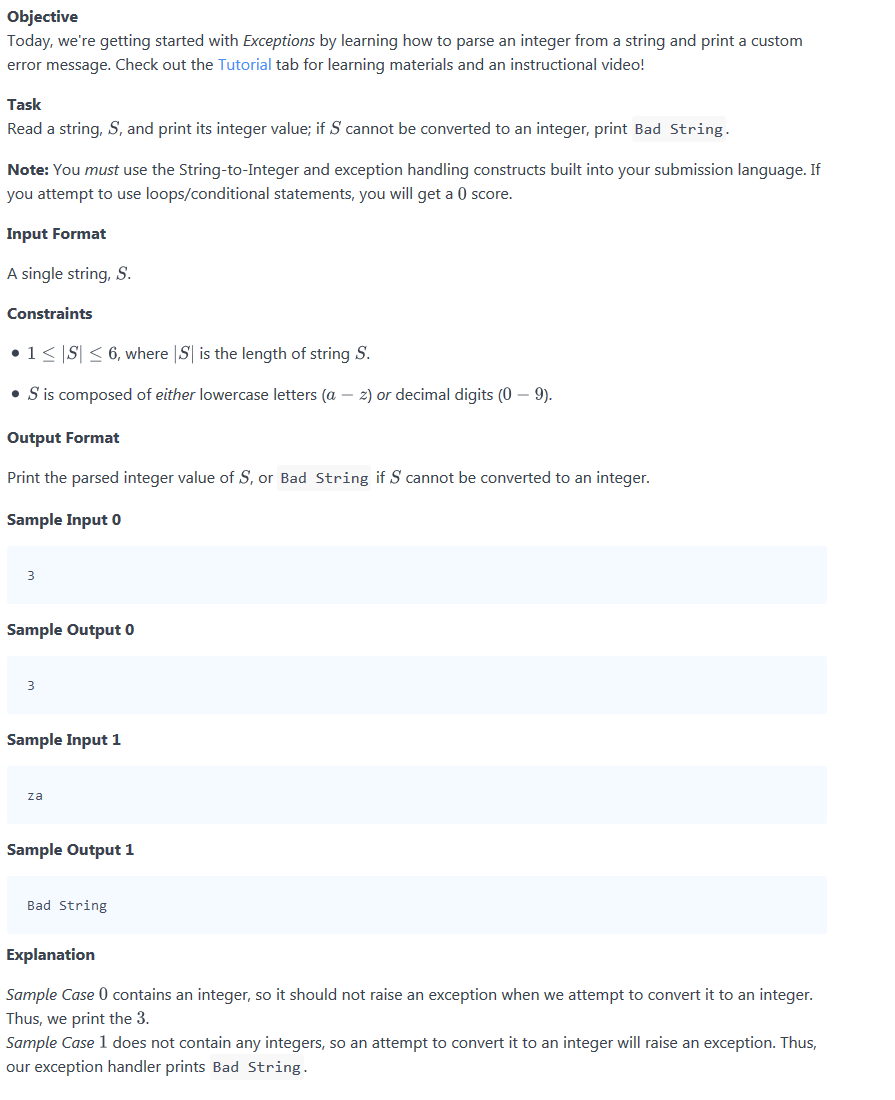 Objective
Today, we're getting started with Exceptions by learning how to parse an integer from a string and print a custom
error message. Check out the Tutorial tab for learning materials and an instructional video!
Task
Read a string, S, and print its integer value; if S cannot be converted to an integer, print Bad String.
Note: You must use the String-to-Integer and exception handling constructs built into your submission language. If
you attempt to use loops/conditional statements, you will get a 0 score.
Input Format
A single string, S.
Constraints
• 1 ≤ |S| ≤ 6, where |S| is the length of string S.
• S is composed of either lowercase letters (a − z) or decimal digits (0 − 9).
Output Format
Print the parsed integer value of S, or Bad String if S cannot be converted to an integer.
Sample Input 0
3
Sample Output 0
3
Sample Input 1
za
Sample Output 1
Bad String
Explanation
Sample Case 0 contains an integer, so it should not raise an exception when we attempt to convert it to an integer.
Thus, we print the 3.
Sample Case 1 does not contain any integers, so an attempt to convert it to an integer will raise an exception. Thus,
our exception handler prints Bad String.